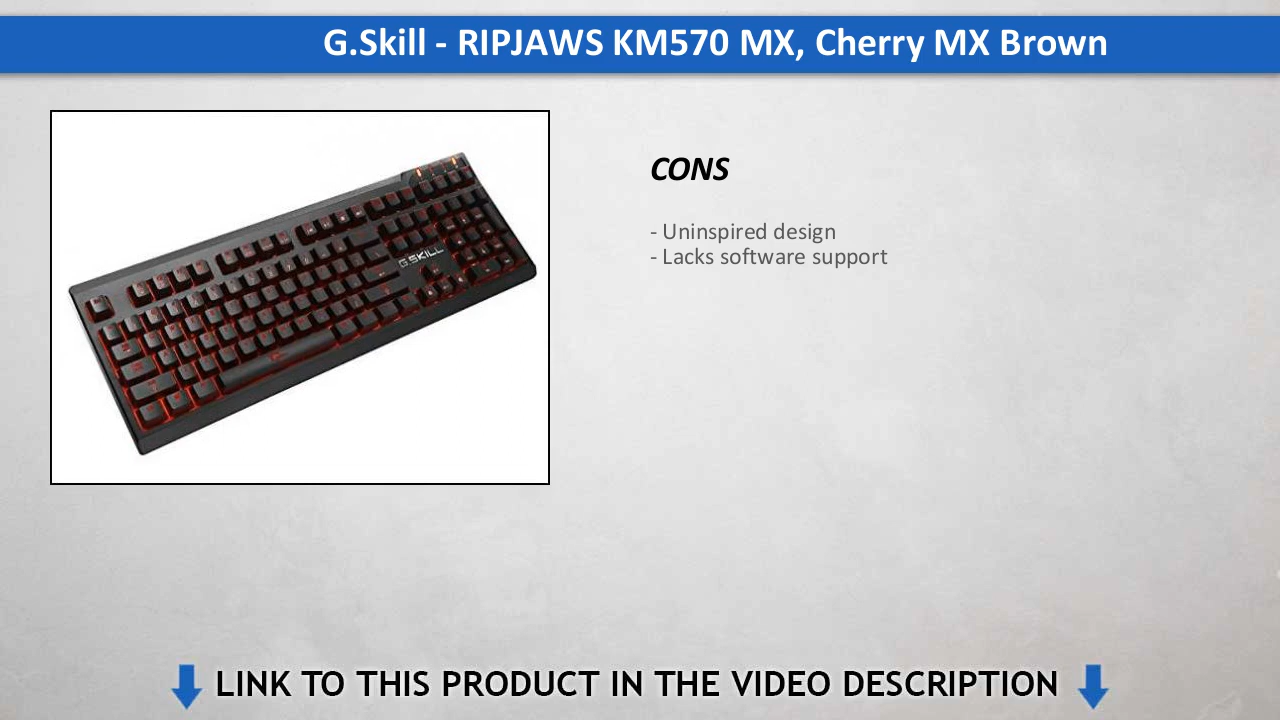 G.Skill - RIPJAWS KM570 MX, Cherry MX Brown
CONS
- Uninspired design
- Lacks software support
G.SKILL
LINK TO THIS PRODUCT IN THE VIDEO DESCRIPTION